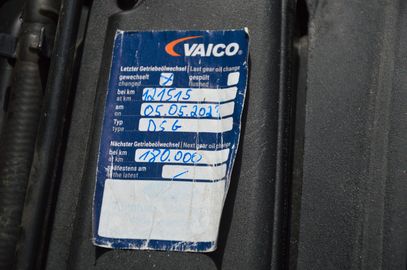 VAICO
Letzter Getriebeölwechsel | Last gear oil change
gewechselt x gespült
changed flushed
bei km
at km
am 05.05.202
on
Typ DSG
type
Nächster Getriebeölwechsel | Next gear oil change
bei km 180.000
at km
spätestens am -
at the latest